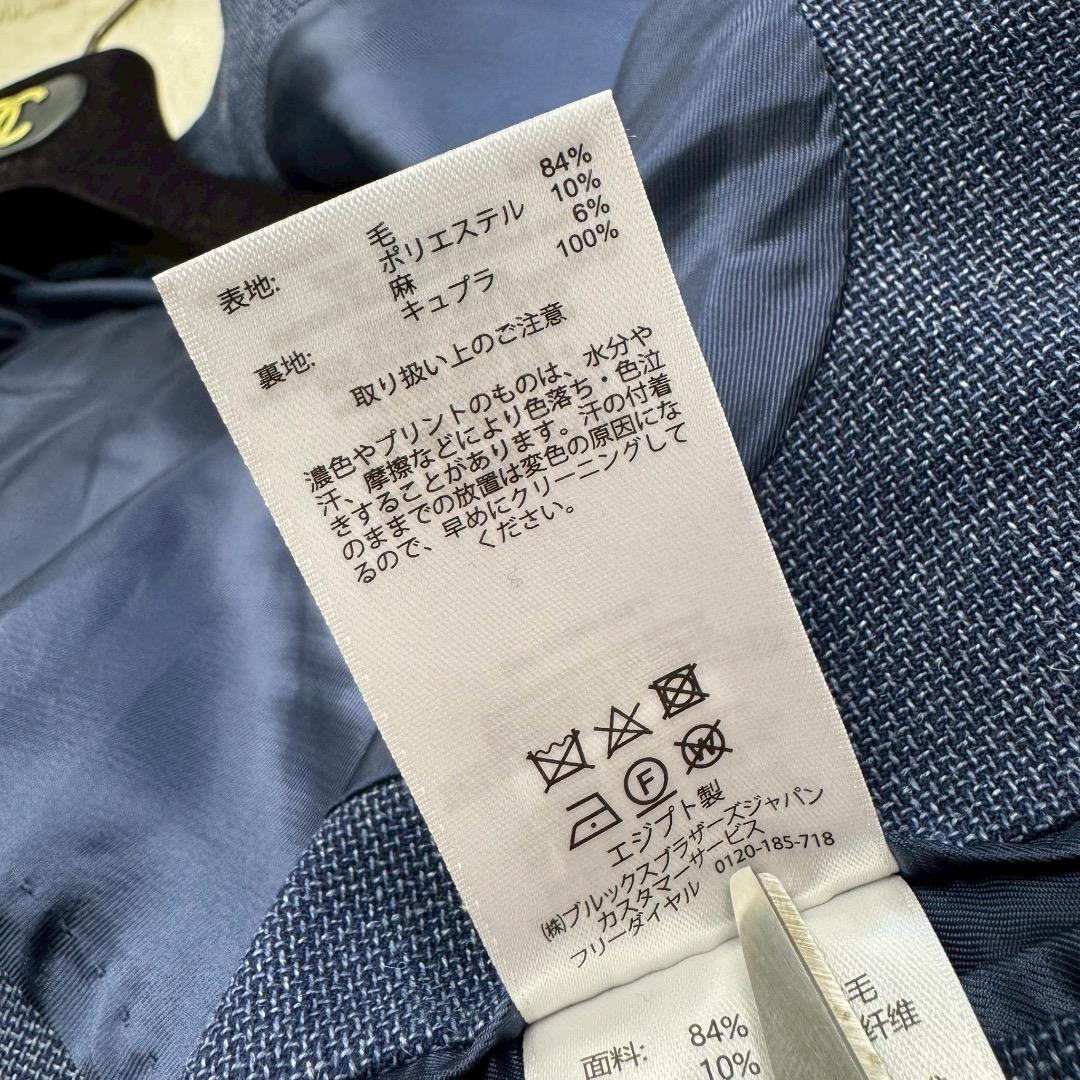 表地: 毛 84%
ポリエステル 10%
麻 6%
裏地: キュプラ 100%
取り扱い上のご注意
濃色やプリントのものは、水分や
汗、摩擦などにより色落ち・色泣
きすることがあります。汗の付着
のままでの放置は変色の原因にな
るので、早めにクリーニングして
ください。
F W
エジプト製
㈱ブルックスブラザーズジャパン
カスタマーサービス
フリーダイヤル 0120-185-718
面料: 84% 毛
10% 纤维